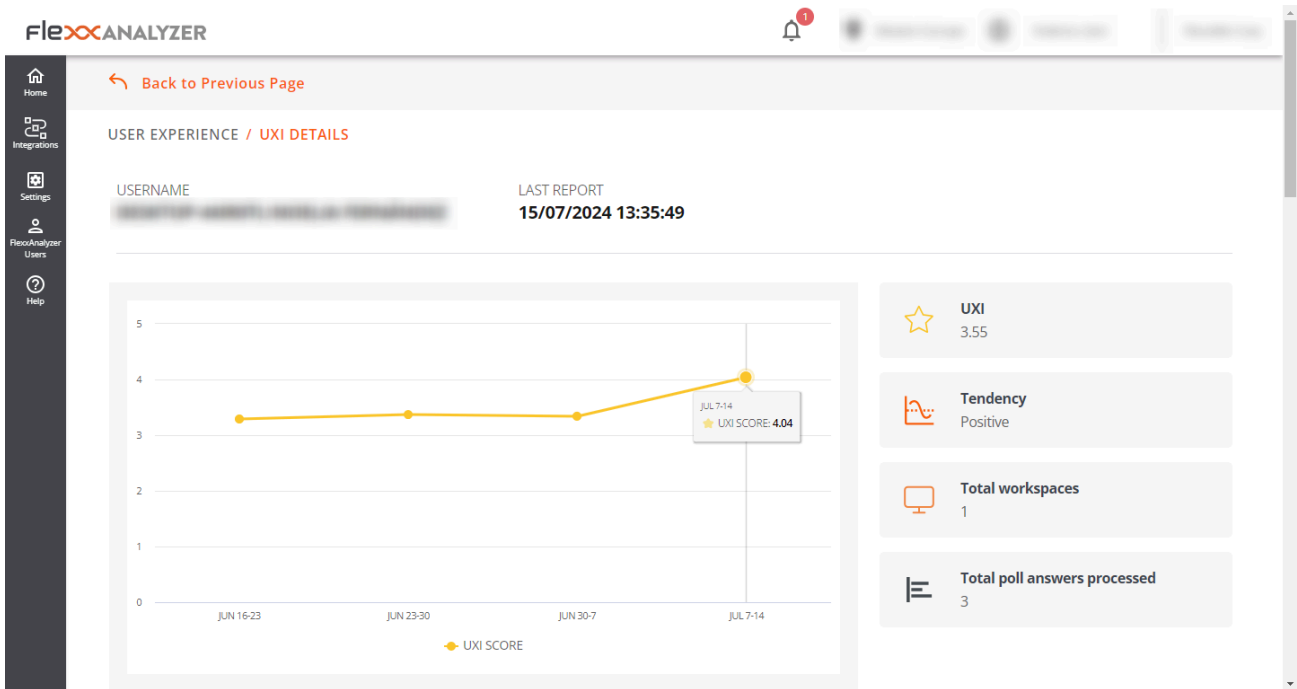 FlexxANALYZER
1
Home
Integrations
Settings
FlexxAnalyzer
Users
Help
Back to Previous Page
USER EXPERIENCE / UXI DETAILS
USERNAME
LAST REPORT
15/07/2024 13:35:49
5
4
3
2
1
0
JUL 7-14
UXI SCORE: 4.04
JUN 16-23
JUN 23-30
JUN 30-7
JUL 7-14
UXI SCORE
UXI
3.55
Tendency
Positive
Total workspaces
1
Total poll answers processed
3